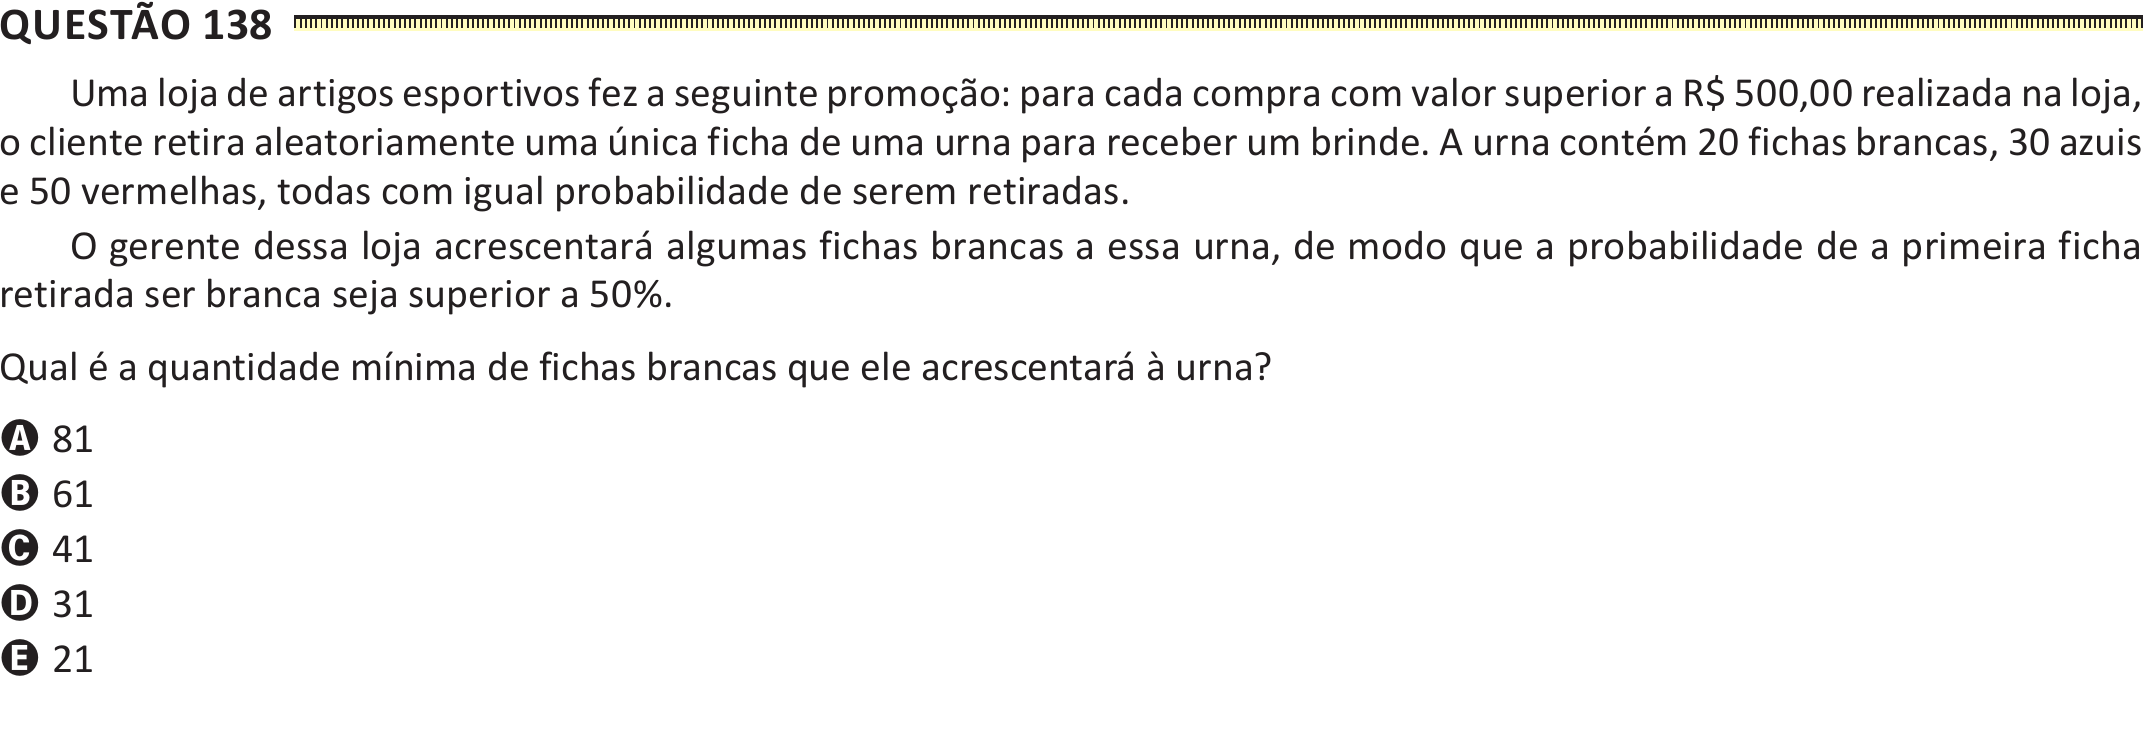 QUESTÃO 138
Uma loja de artigos esportivos fez a seguinte promoção: para cada compra com valor superior a R$ 500,00 realizada na loja,
o cliente retira aleatoriamente uma única ficha de uma urna para receber um brinde. A urna contém 20 fichas brancas, 30 azuis
e 50 vermelhas, todas com igual probabilidade de serem retiradas.
O gerente dessa loja acrescentará algumas fichas brancas a essa urna, de modo que a probabilidade de a primeira ficha
retirada ser branca seja superior a 50%.
Qual é a quantidade mínima de fichas brancas que ele acrescentará à urna?
A 81
B 61
C 41
D 31
E 21